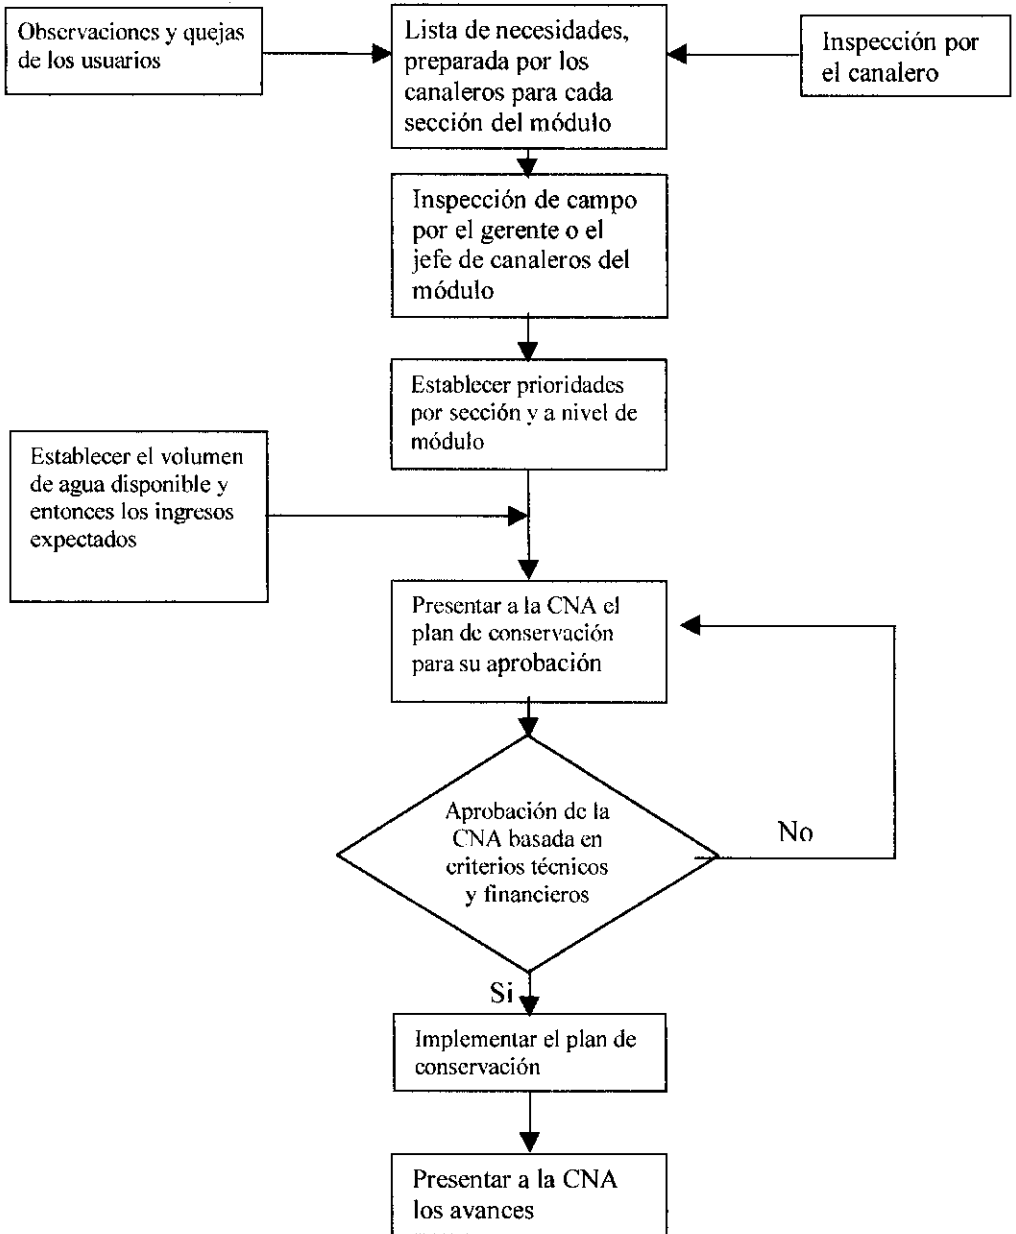 Observaciones y quejas
de los usuarios
Lista de necesidades,
preparada por los
canaleros para cada
sección del módulo
Inspección por
el canalero
Inspección de campo
por el gerente o el
jefe de canaleros del
módulo
Establecer prioridades
por sección y a nivel de
módulo
Establecer el volumen
de agua disponible y
entonces los ingresos
expectados
Presentar a la CNA el
plan de conservación
para su aprobación
Aprobación de la
CNA basada en
criterios técnicos
y financieros
No
Si
Implementar el plan de
conservación
Presentar a la CNA
los avances